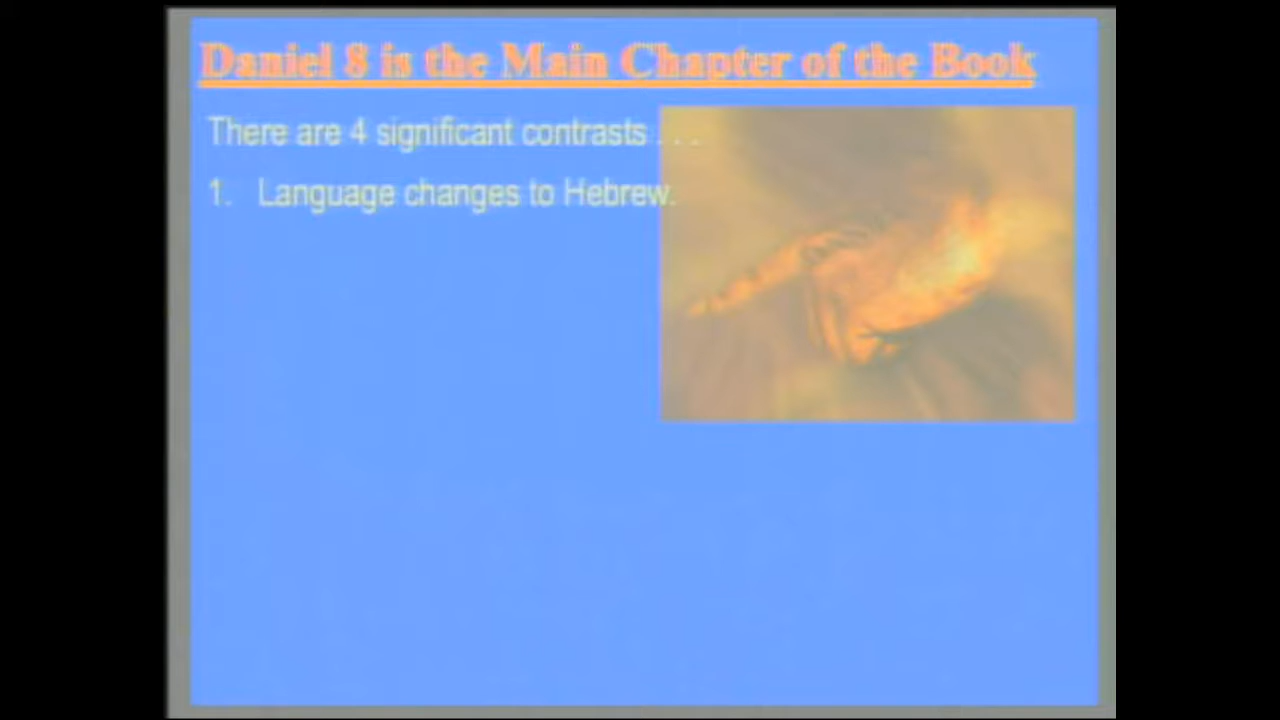 Daniel 8 is the Main Chapter of the Book
There are 4 significant contrasts . . .
1. Language changes to Hebrew.